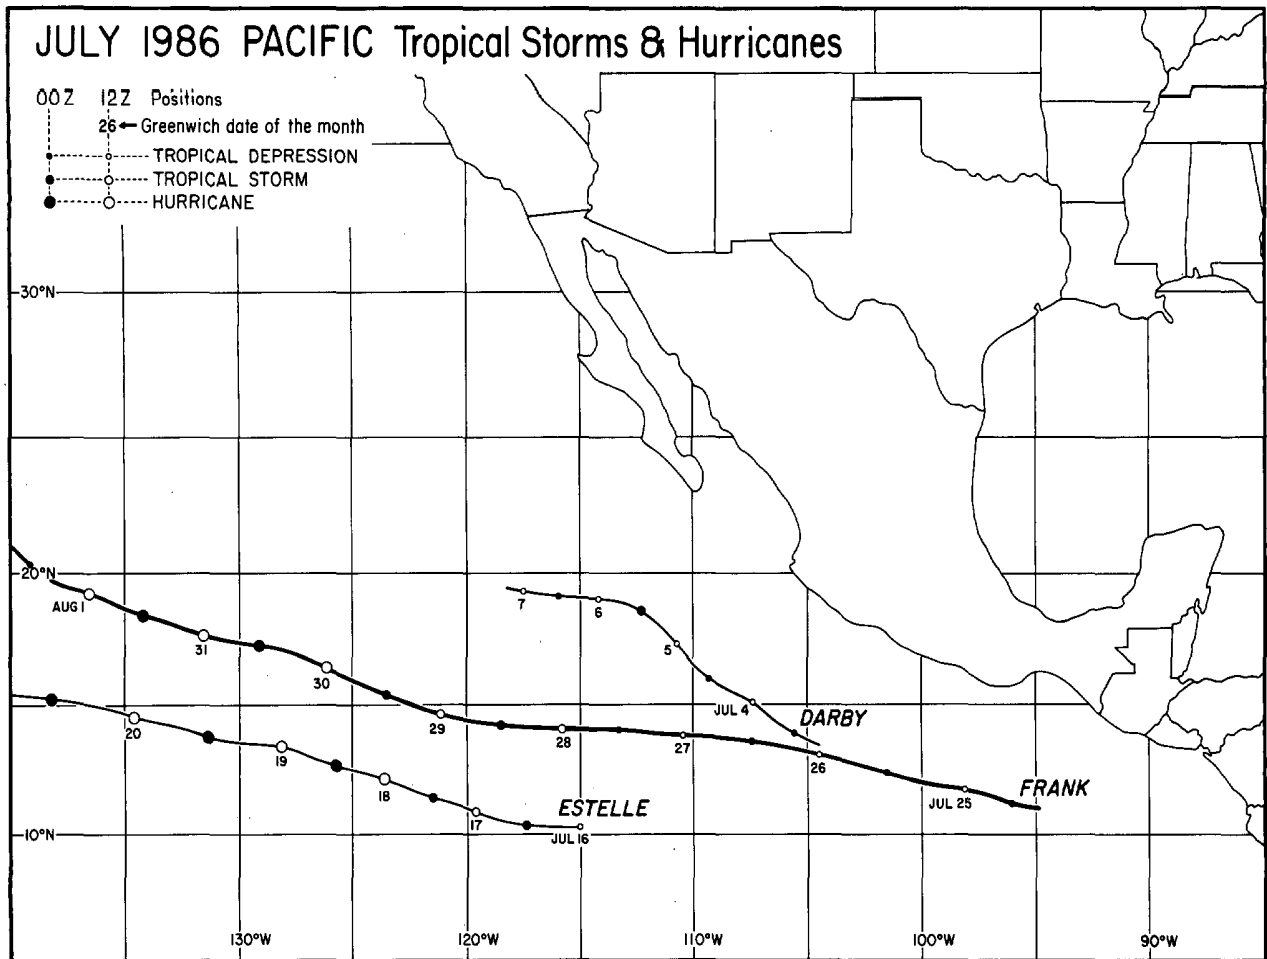 JULY 1986 PACIFIC Tropical Storms & Hurricanes
00Z 12Z Positions
26 ← Greenwich date of the month
TROPICAL DEPRESSION
TROPICAL STORM
HURRICANE
30°N
20°N
AUG 1
7
6
31
5
30
JUL 4
DARBY
29
28
27
20
26
19
18
FRANK
JUL 25
ESTELLE
17
JUL 16
10°N
130°W
120°W
110°W
100°W
90°W